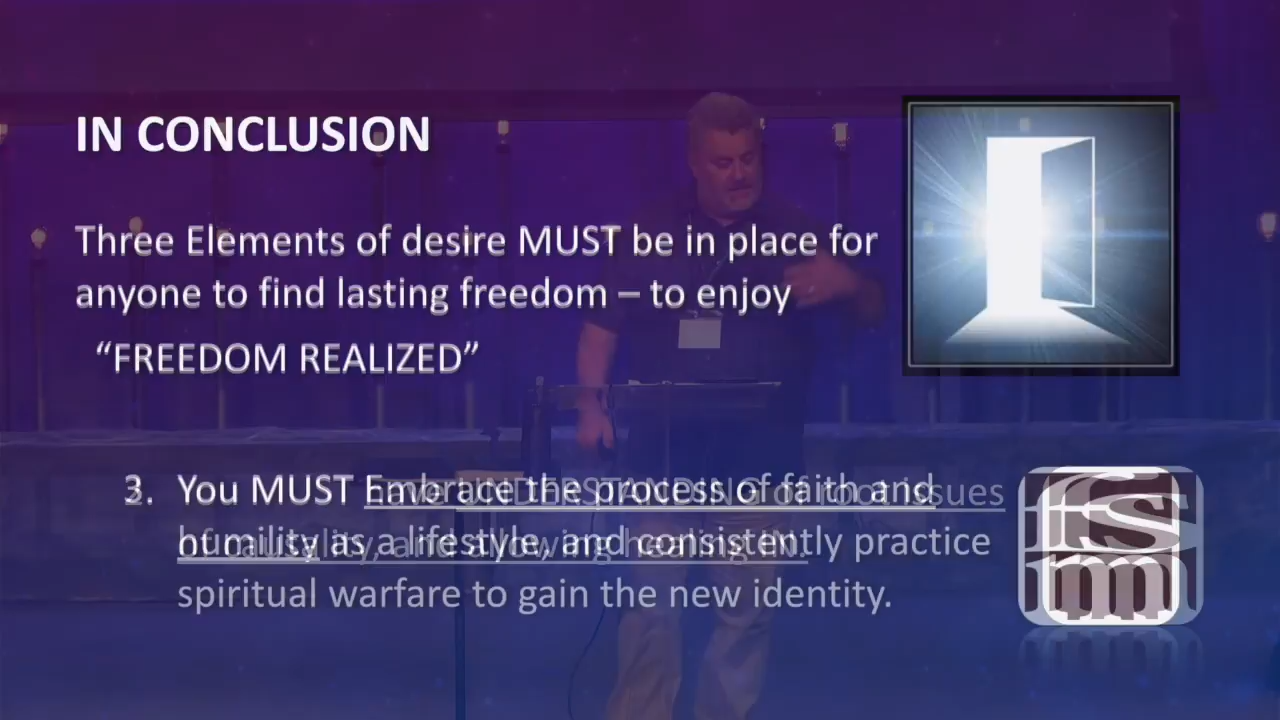 IN CONCLUSION
Three Elements of desire MUST be in place for
anyone to find lasting freedom – to enjoy
“FREEDOM REALIZED”
3. You MUST Embrace the process of faith and
humility as a lifestyle, and consistently practice
spiritual warfare to gain the new identity.